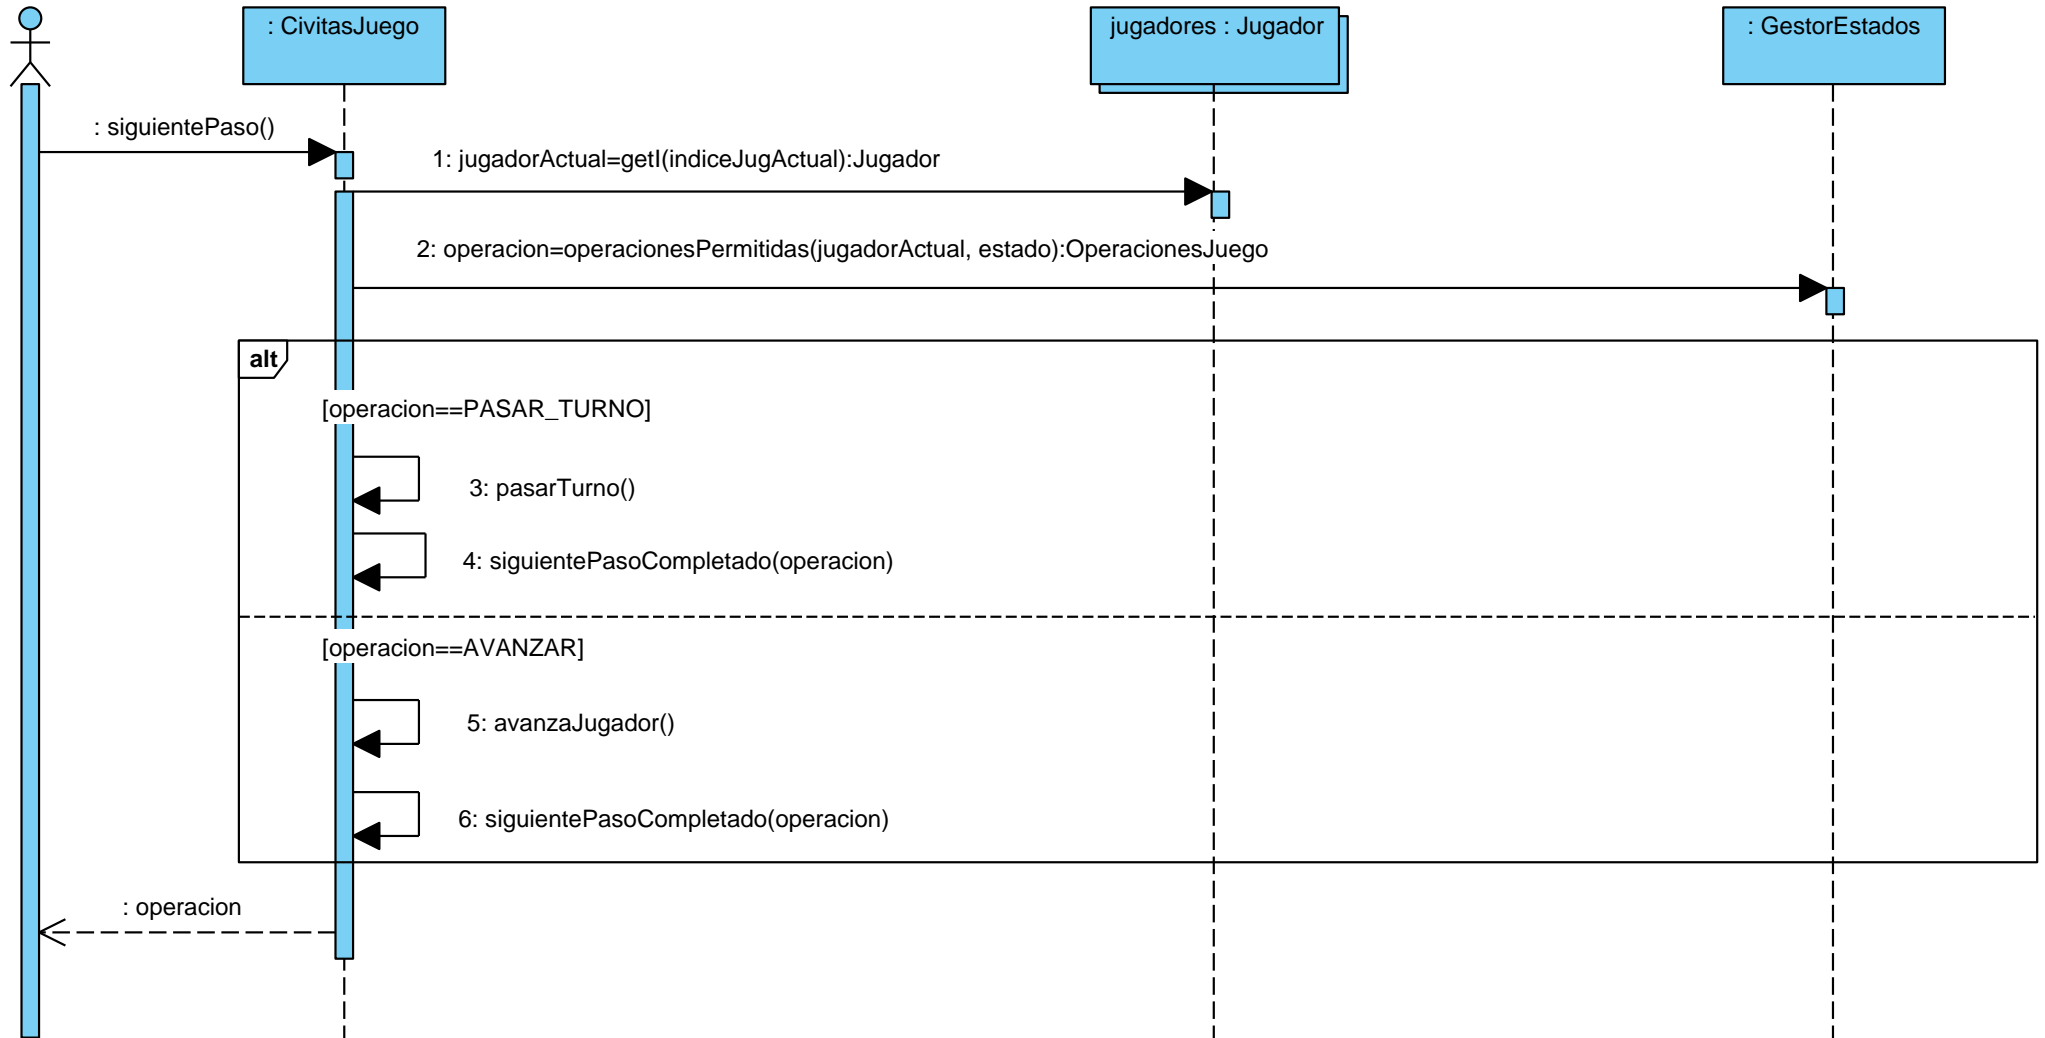 : CivitasJuego
jugadores : Jugador
: GestorEstados
: siguientePaso()
1: jugadorActual=getI(indiceJugActual):Jugador
2: operacion=operacionesPermitidas(jugadorActual, estado):OperacionesJuego
alt
[operacion==PASAR_TURNO]
3: pasarTurno()
4: siguientePasoCompletado(operacion)
[operacion==AVANZAR]
5: avanzaJugador()
6: siguientePasoCompletado(operacion)
: operacion